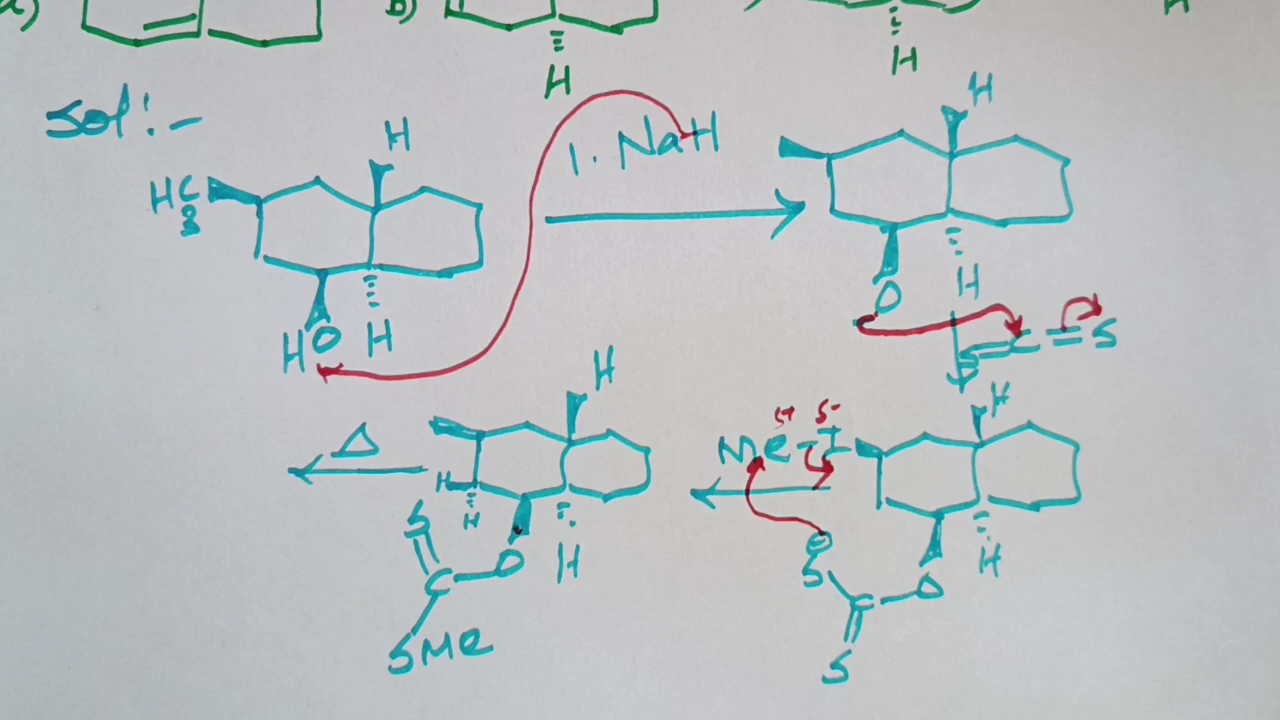 a) b)
H H H
Sol:-
H
H
1. NaH
H3C
HO H
O H
S=C=S
H
H
Δ
Me-I
δ+ δ-
H
H
S
H
S
C O H
⊖
S
C O
H
SMe
S